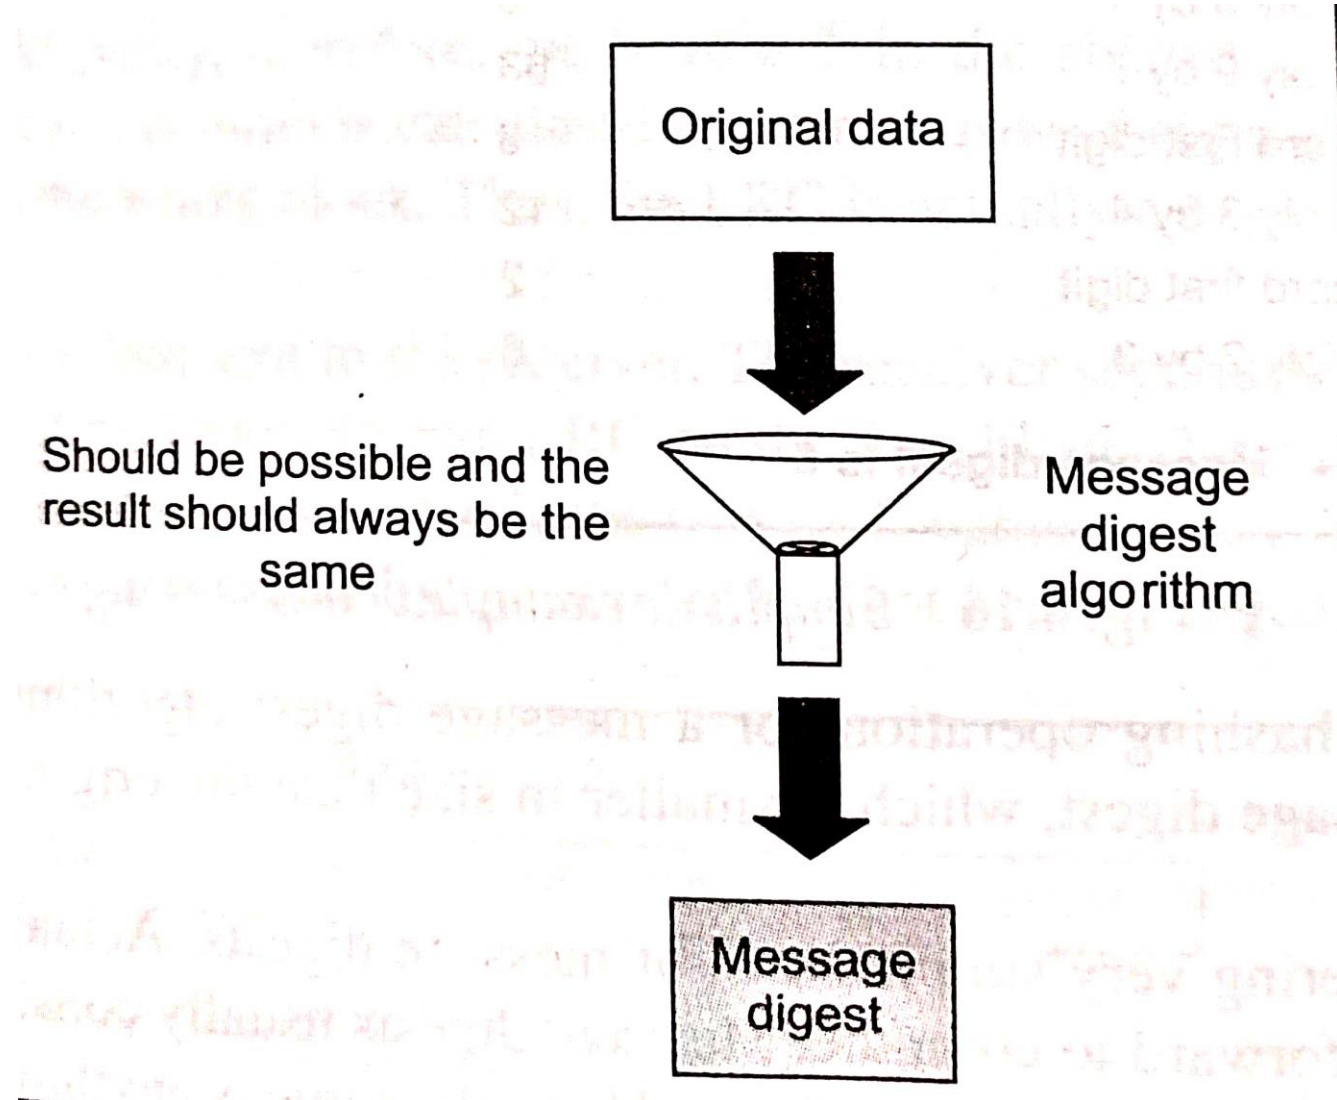 Original data
Should be possible and the
result should always be the
same
Message
digest
algorithm
Message
digest